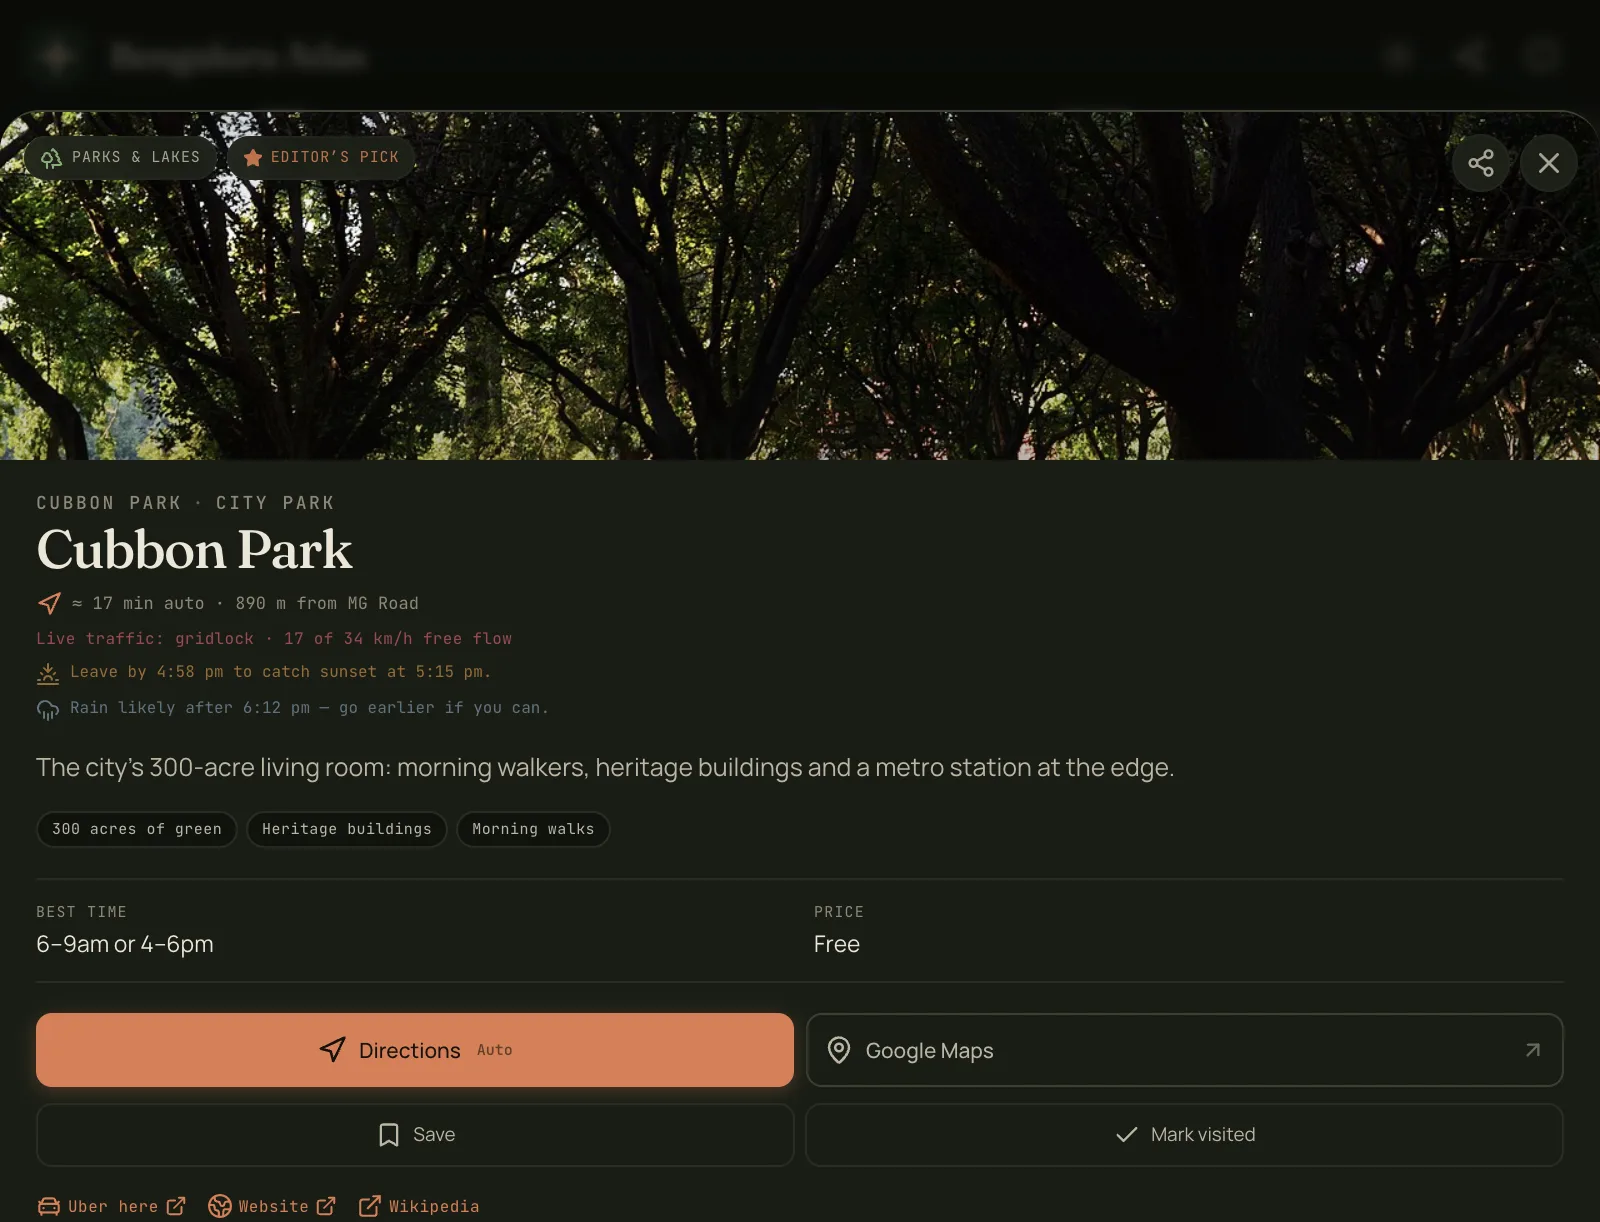 Bengaluru Atlas
PARKS & LAKES
EDITOR'S PICK
CUBBON PARK · CITY PARK
Cubbon Park
≈ 17 min auto · 890 m from MG Road
Live traffic: gridlock · 17 of 34 km/h free flow
Leave by 4:58 pm to catch sunset at 5:15 pm.
Rain likely after 6:12 pm — go earlier if you can.
The city's 300-acre living room: morning walkers, heritage buildings and a metro station at the edge.
300 acres of green
Heritage buildings
Morning walks
BEST TIME
6–9am or 4–6pm
PRICE
Free
Directions Auto
Google Maps
Save
Mark visited
Uber here
Website
Wikipedia